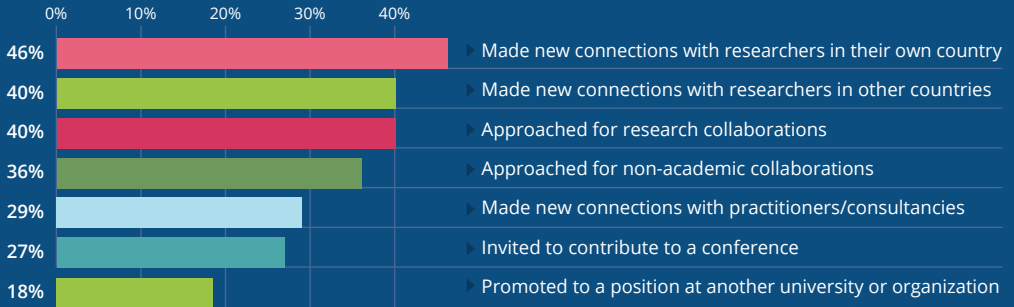 0% 10% 20% 30% 40%
46% Made new connections with researchers in their own country
40% Made new connections with researchers in other countries
40% Approached for research collaborations
36% Approached for non-academic collaborations
29% Made new connections with practitioners/consultancies
27% Invited to contribute to a conference
18% Promoted to a position at another university or organization